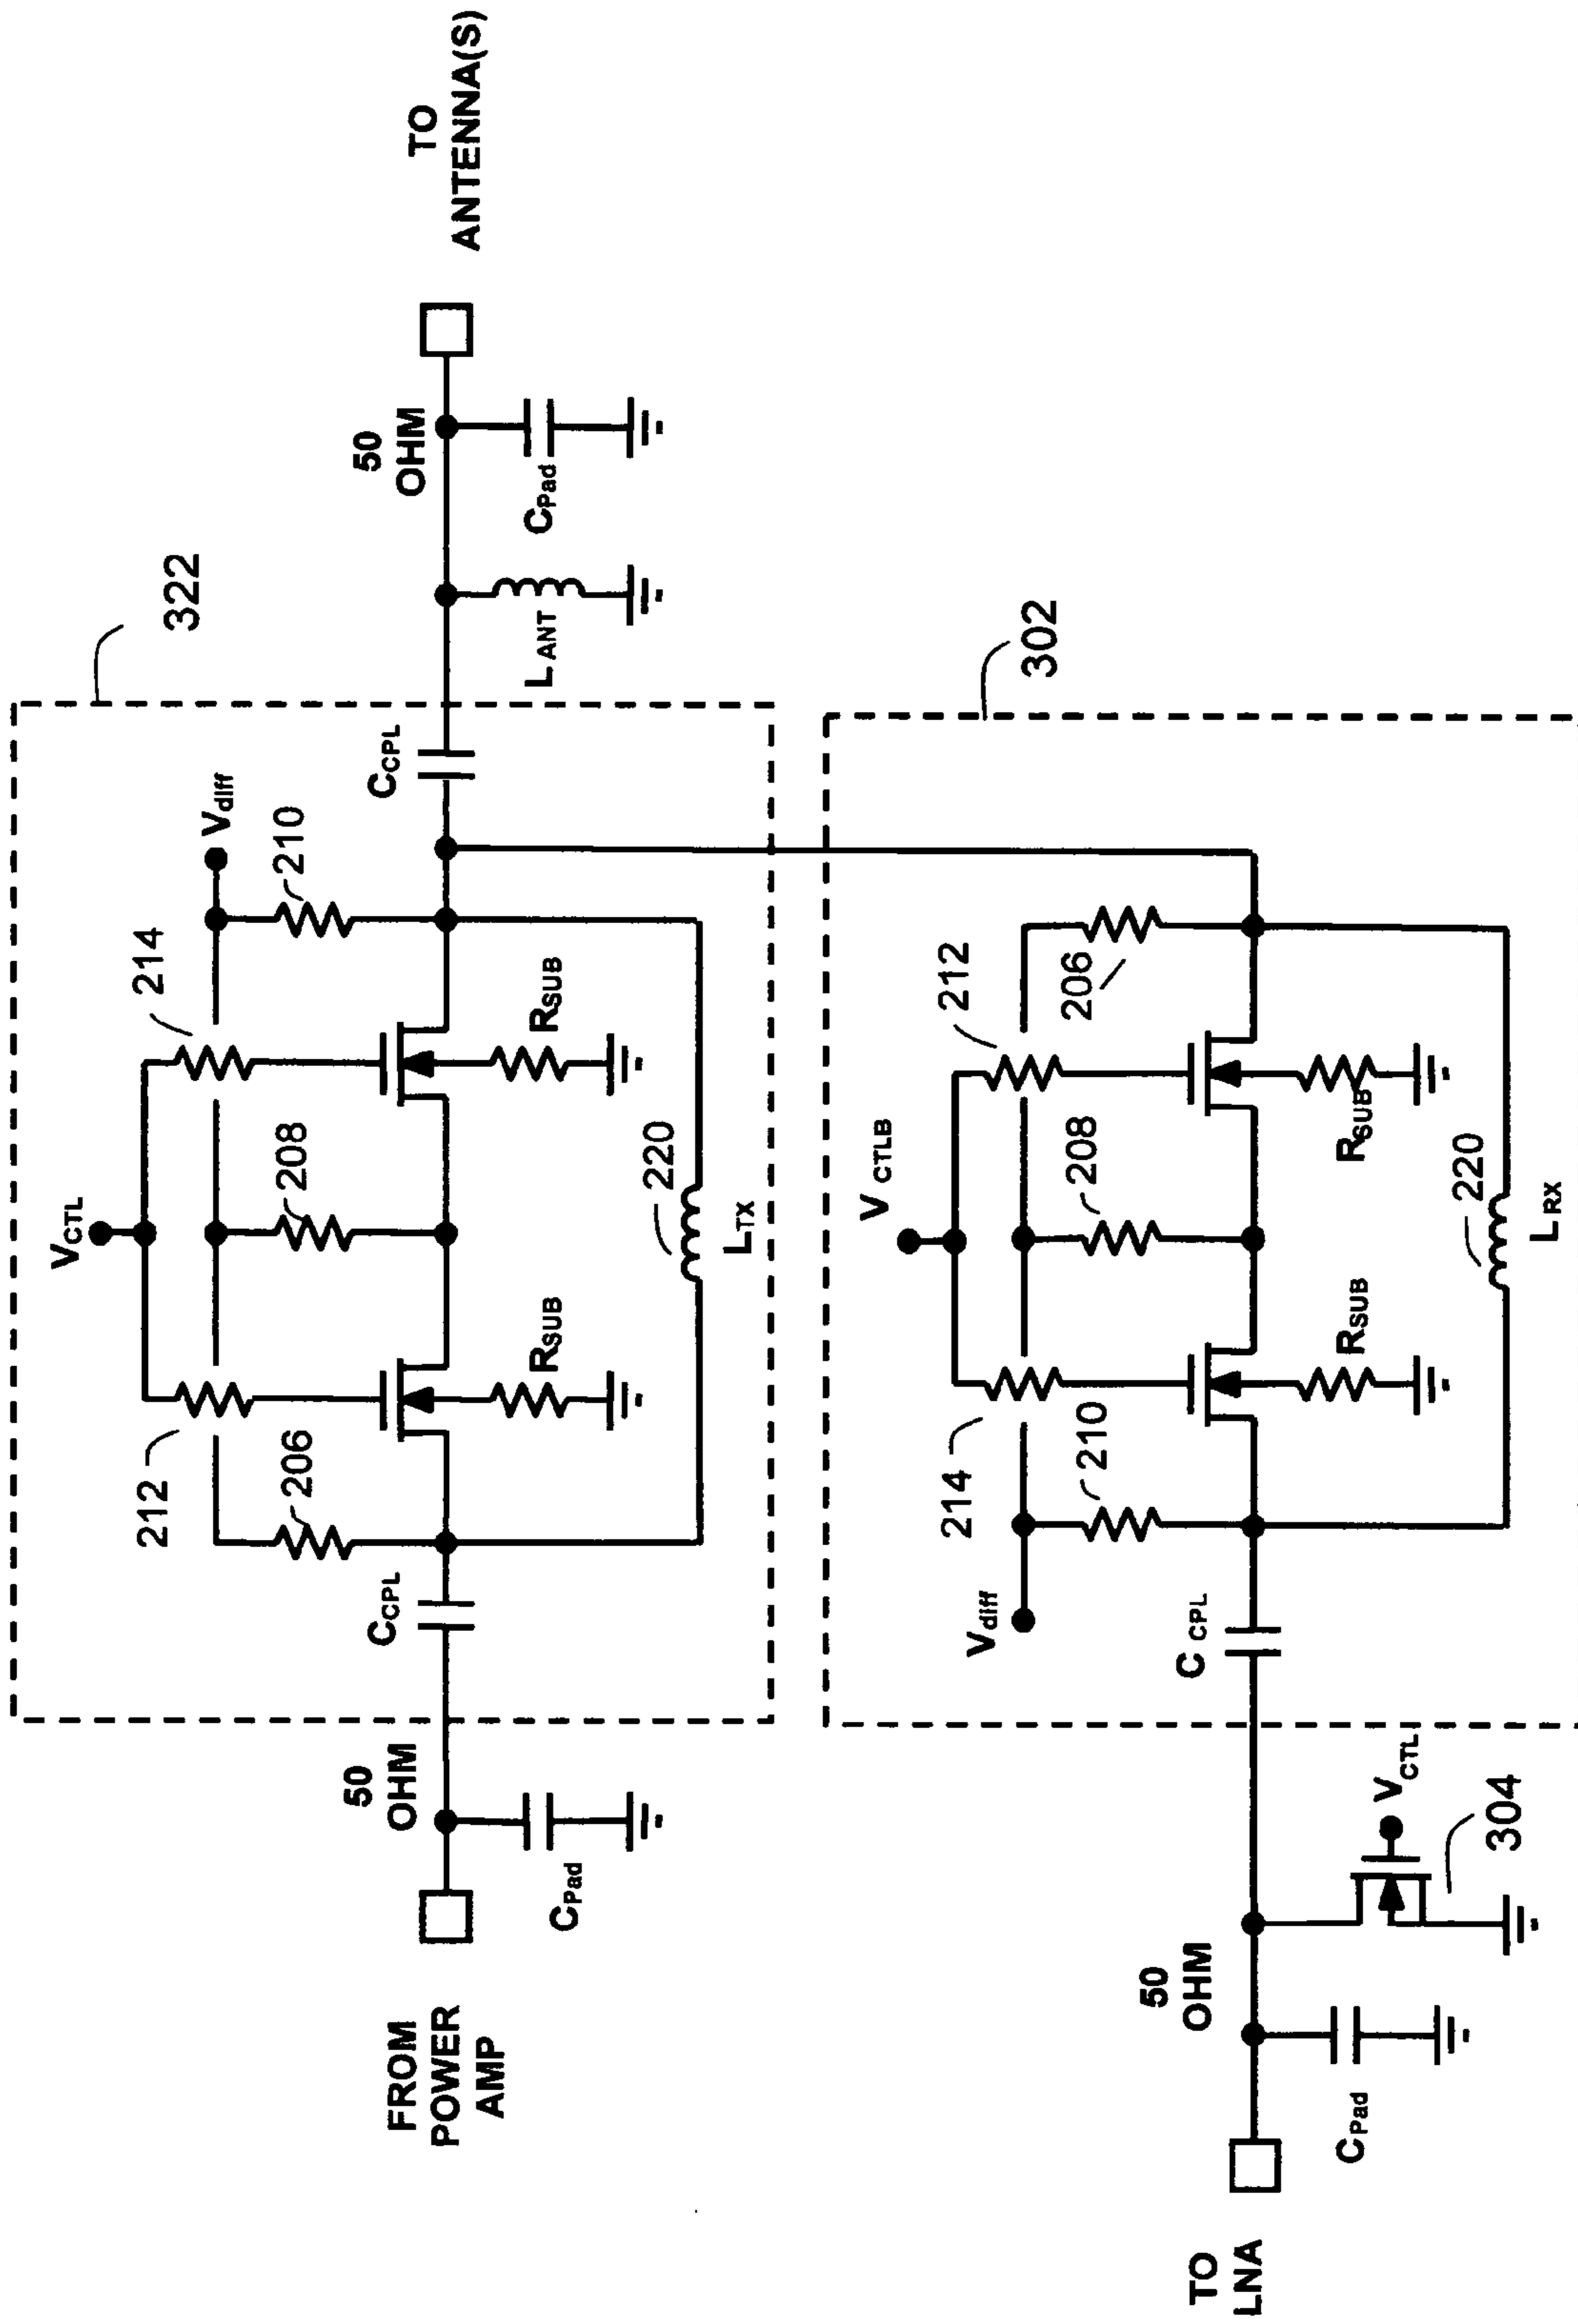 TO
ANTENNA(S)
322
50
OHM
CPad
LANT
302
CCPL
Vdiff
210
214
RSUB
VCTL
208
220
LTX
RSUB
212
206
CCPL
50
OHM
CPad
FROM
POWER
AMP
212
206
VCTLB
208
RSUB
220
LRX
RSUB
214
210
Vdiff
CCPL
VCTL
304
50
OHM
CPad
TO
LNA